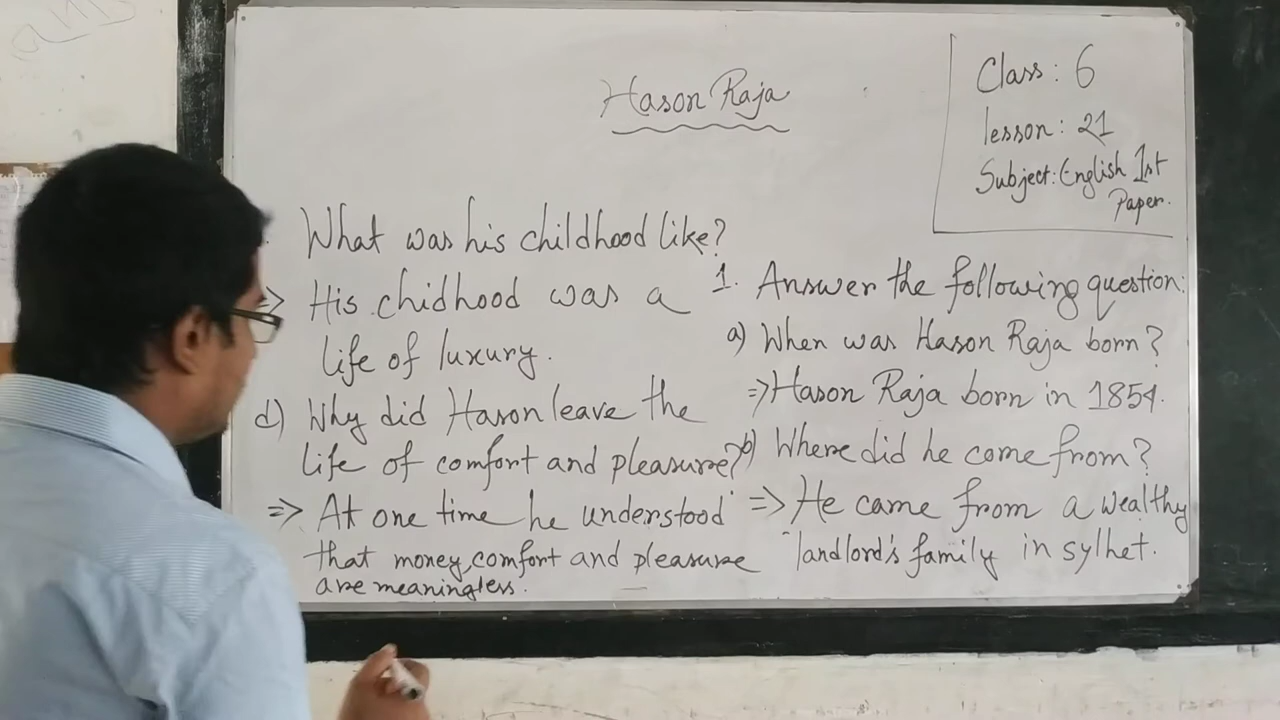 Hason Raja
Class: 6
lesson: 21
Subject: English 1st
Paper.
1. Answer the following question:
a) When was Hason Raja born?
=> Hason Raja born in 1854.
b) Where did he come from?
=> He came from a wealthy
landlord's family in sylhet.
What was his childhood like?
=> His chidhood was a
life of luxury.
d) Why did Hason leave the
life of comfort and pleasure?
=> At one time he understood
that money, comfort and pleasure
are meaningless.